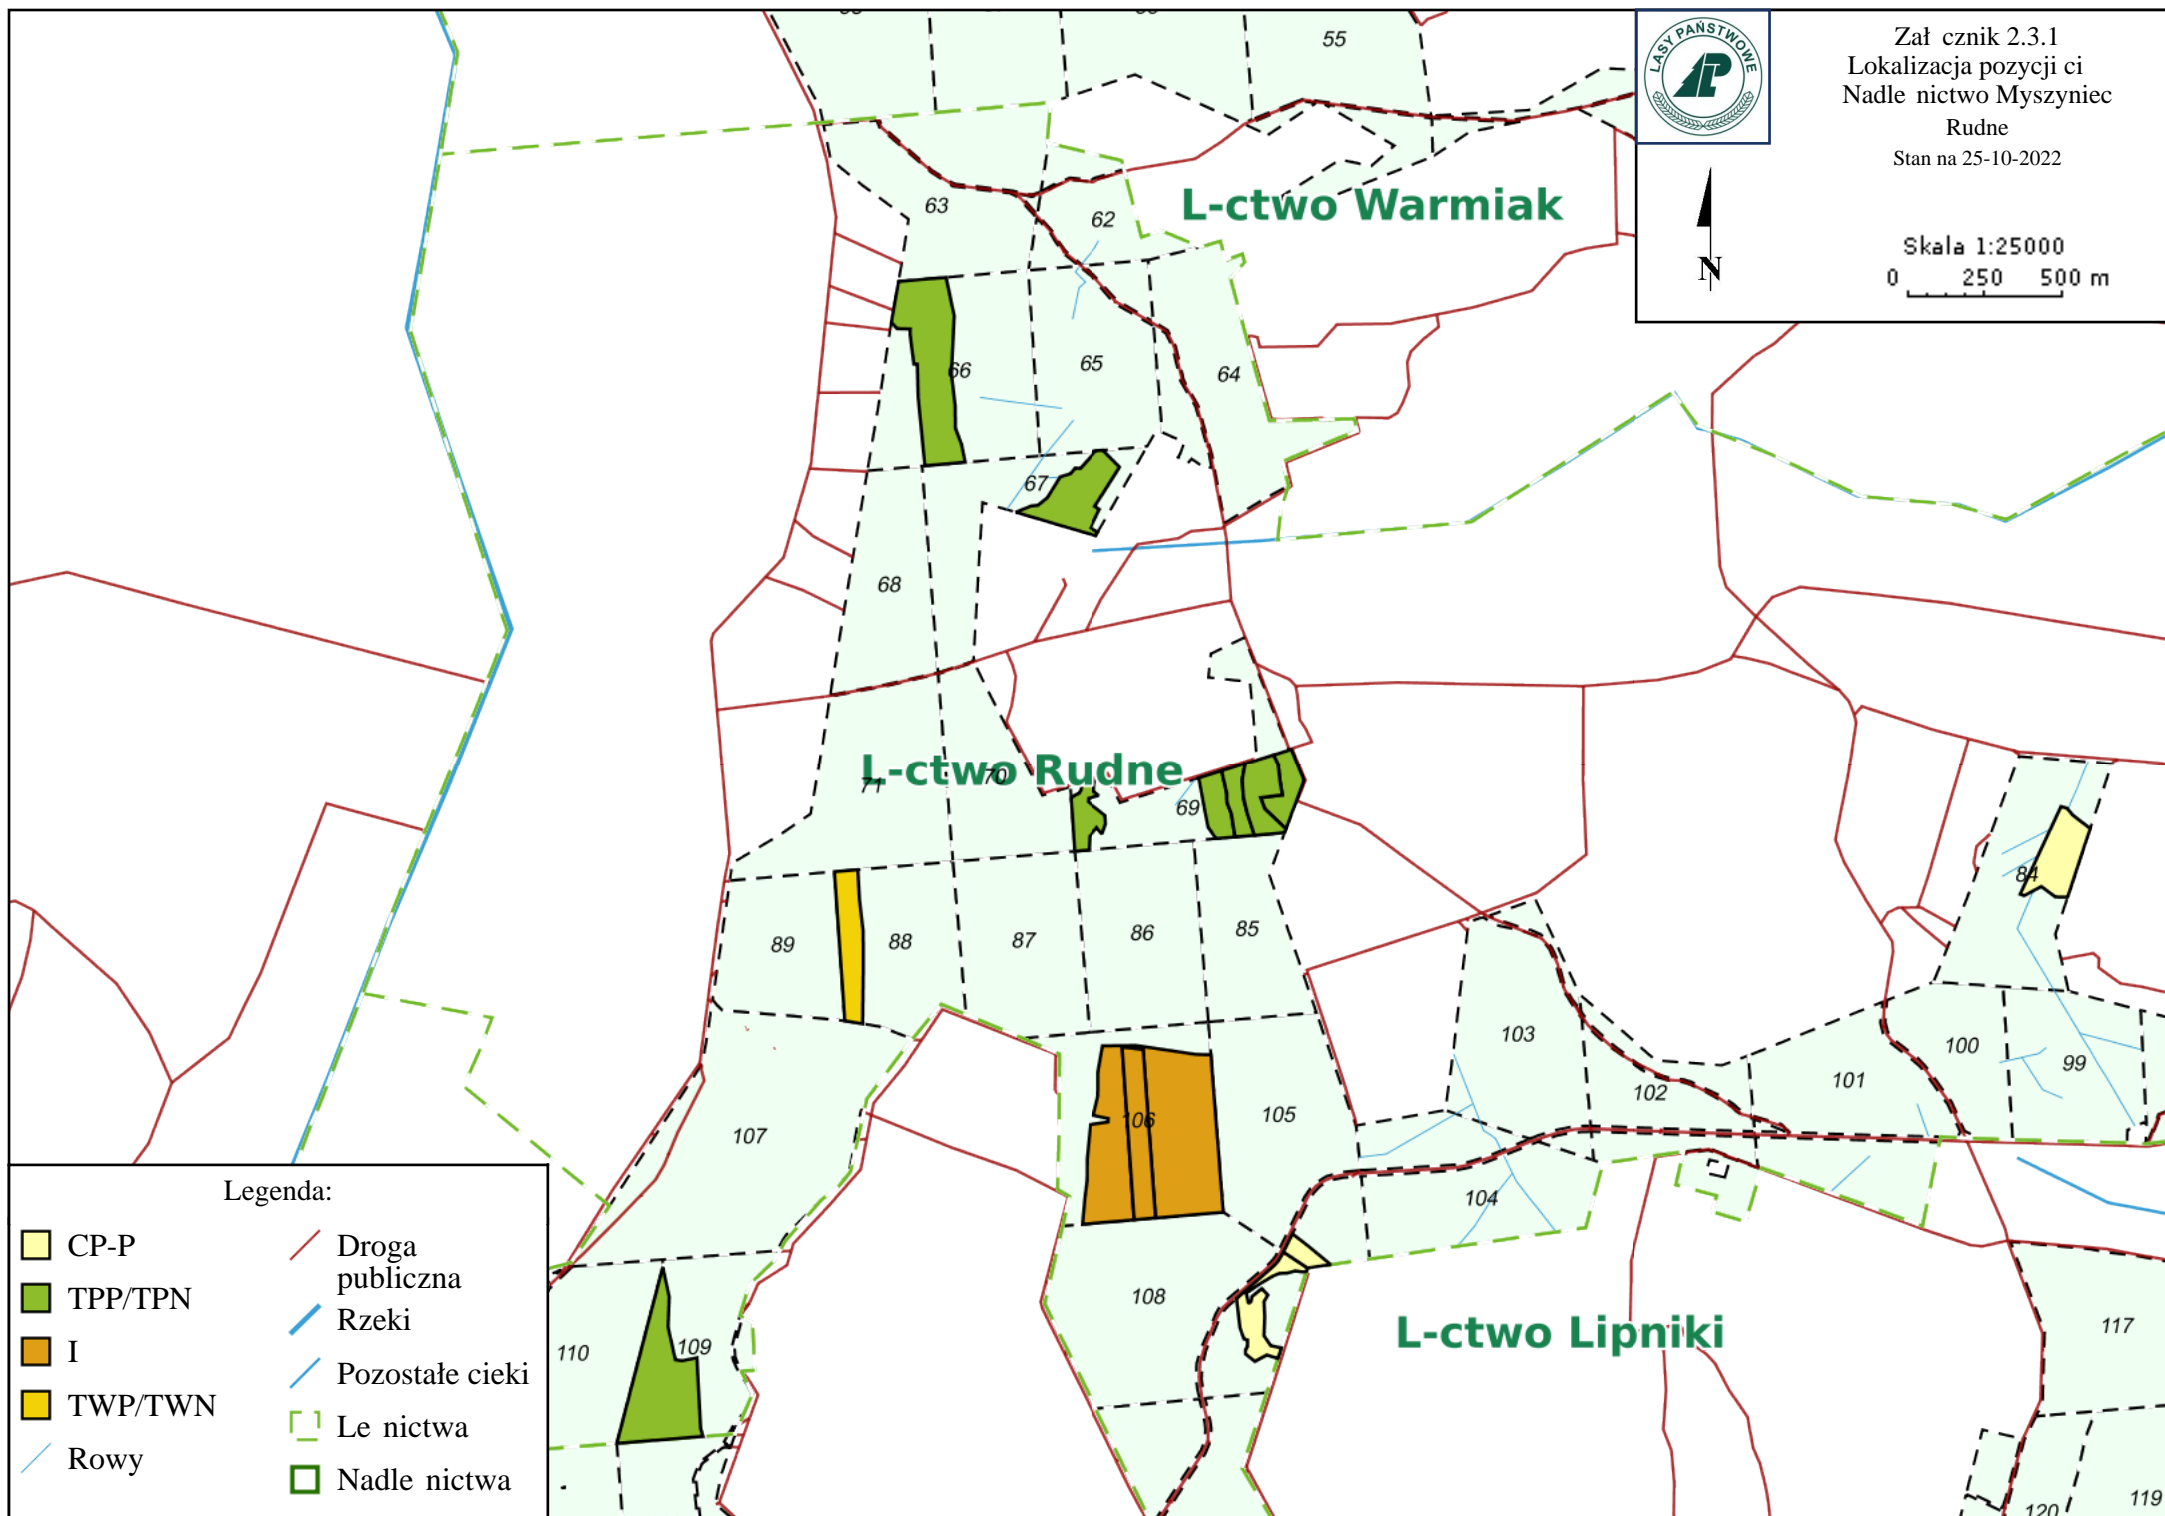 55
LASY PAŃSTWOWE
Zał cznik 2.3.1
Lokalizacja pozycji ci
Nadle nictwo Myszyniec
Rudne
Stan na 25-10-2022
N
Skala 1:25000
0 250 500 m
L-ctwo Warmiak
63
62
66
65
64
67
68
L-ctwo Rudne
71
70
69
84
89
88
87
86
85
103
100
99
102
101
107
106
105
104
108
L-ctwo Lipniki
117
110
109
120
119
Legenda:
CP-P
TPP/TPN
I
TWP/TWN
Rowy
Droga
publiczna
Rzeki
Pozostałe cieki
Le nictwa
Nadle nictwa